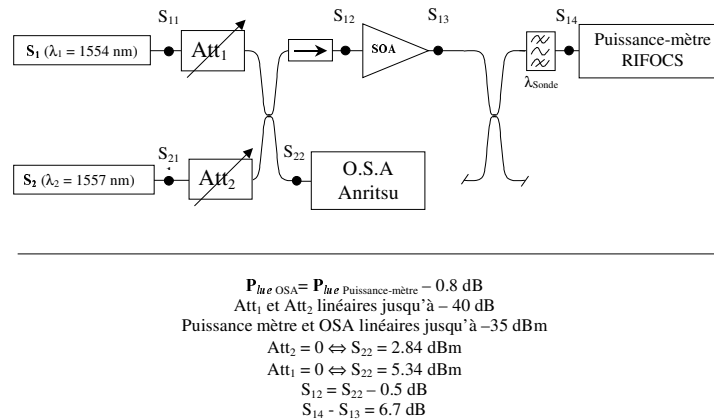 S11
S12
S13
S14
S1 (λ1 = 1554 nm)
Att1
SOA
λSonde
Puissance-mètre
RIFOCS
S21
S22
S2 (λ2 = 1557 nm)
Att2
O.S.A
Anritsu
Plue OSA= Plue Puissance-mètre – 0.8 dB
Att1 et Att2 linéaires jusqu'à – 40 dB
Puissance mètre et OSA linéaires jusqu'à –35 dBm
Att2 = 0 ⇔ S22 = 2.84 dBm
Att1 = 0 ⇔ S22 = 5.34 dBm
S12 = S22 – 0.5 dB
S14 - S13 = 6.7 dB